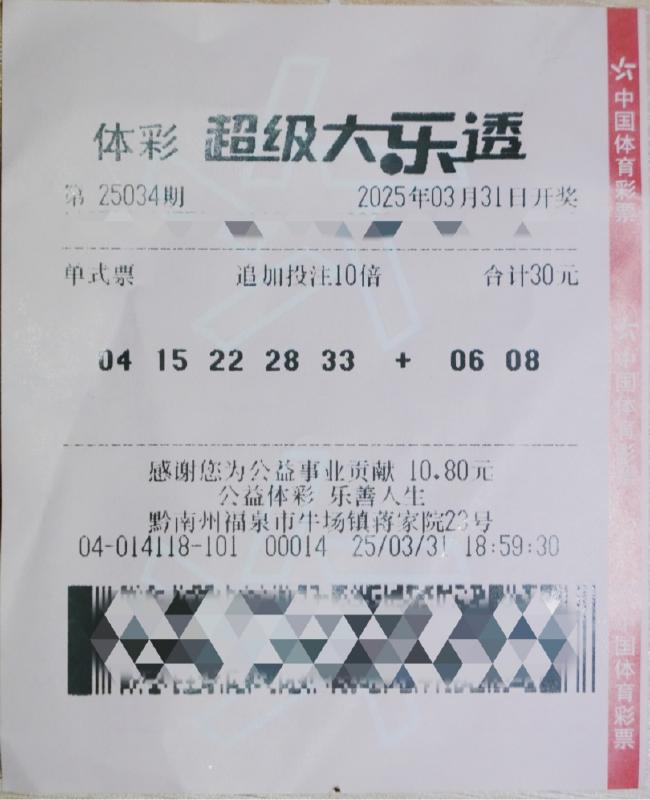 体彩 超级大乐透
第 25034期 2025年03月31日开奖
单式票 追加投注10倍 合计30元
04 15 22 28 33 + 06 08
感谢您为公益事业贡献 10.80元
公益体彩 乐善人生
黔南州福泉市牛场镇蒋家院23号
04-014118-101 00014 25/03/31 18:59:30
中国体育彩票
中国体育彩票
国体育彩票